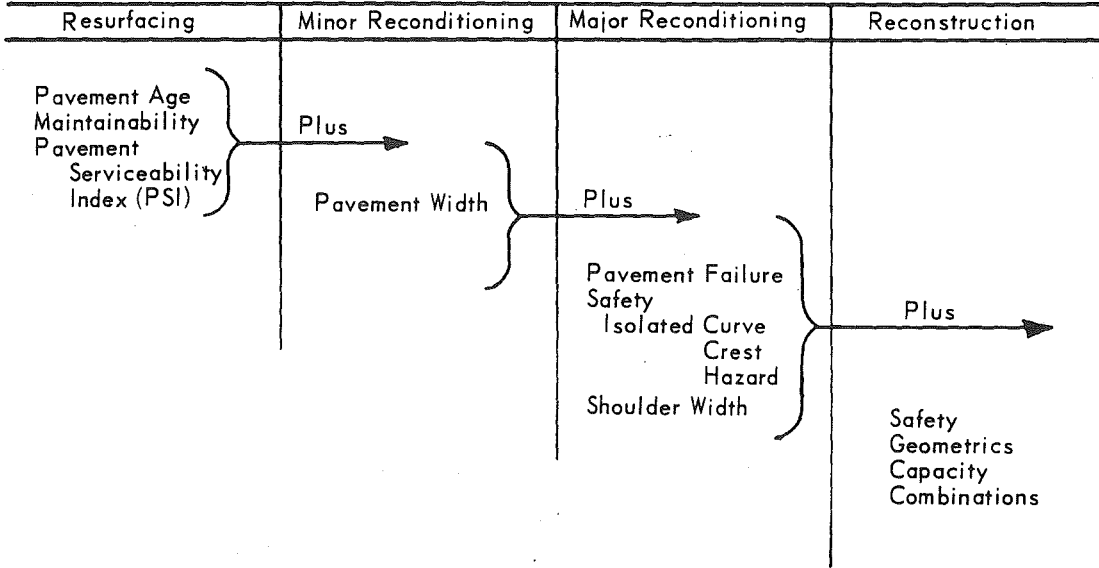 Resurfacing
Minor Reconditioning
Major Reconditioning
Reconstruction
Pavement Age
Maintainability
Pavement
Serviceability
Index (PSI)
Plus
Pavement Width
Plus
Pavement Failure
Safety
Isolated Curve
Crest
Hazard
Shoulder Width
Plus
Safety
Geometrics
Capacity
Combinations